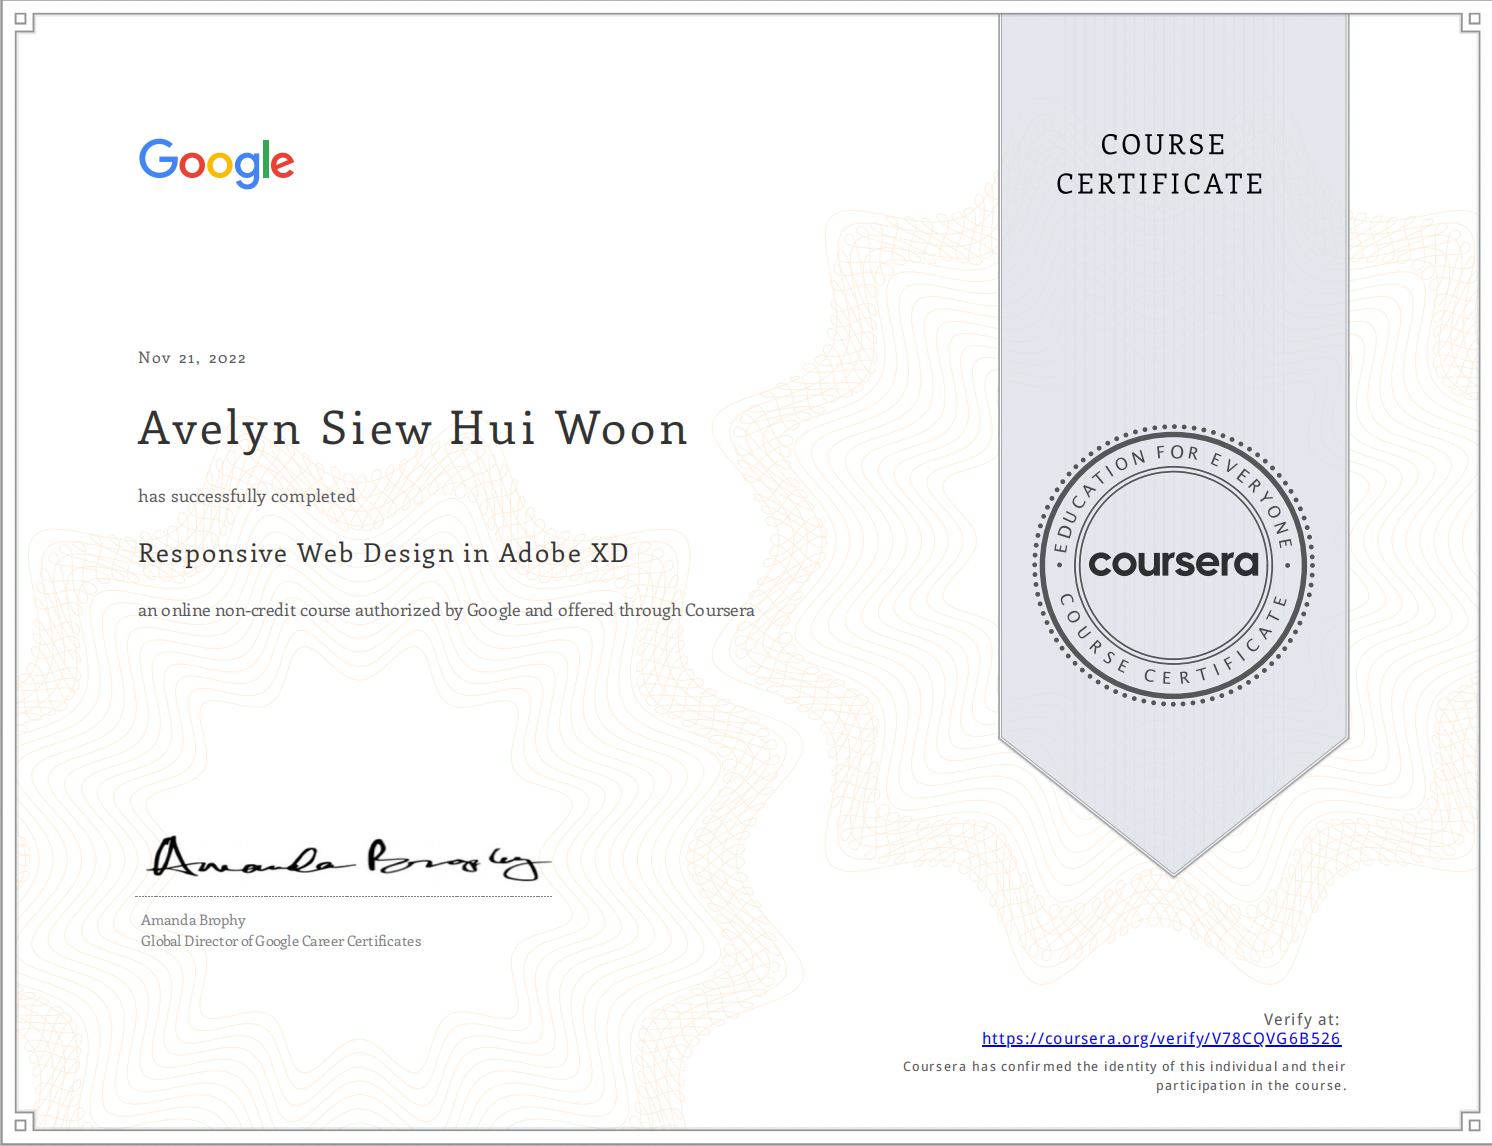 Google
COURSE
CERTIFICATE
Nov 21, 2022
Avelyn Siew Hui Woon
has successfully completed
Responsive Web Design in Adobe XD
an online non-credit course authorized by Google and offered through Coursera
EDUCATION FOR EVERYONE
coursera
COURSE CERTIFICATE
Amanda Brophy
Amanda Brophy
Global Director of Google Career Certificates
Verify at:
https://coursera.org/verify/V78CQVG6B526
Coursera has confirmed the identity of this individual and their
participation in the course.